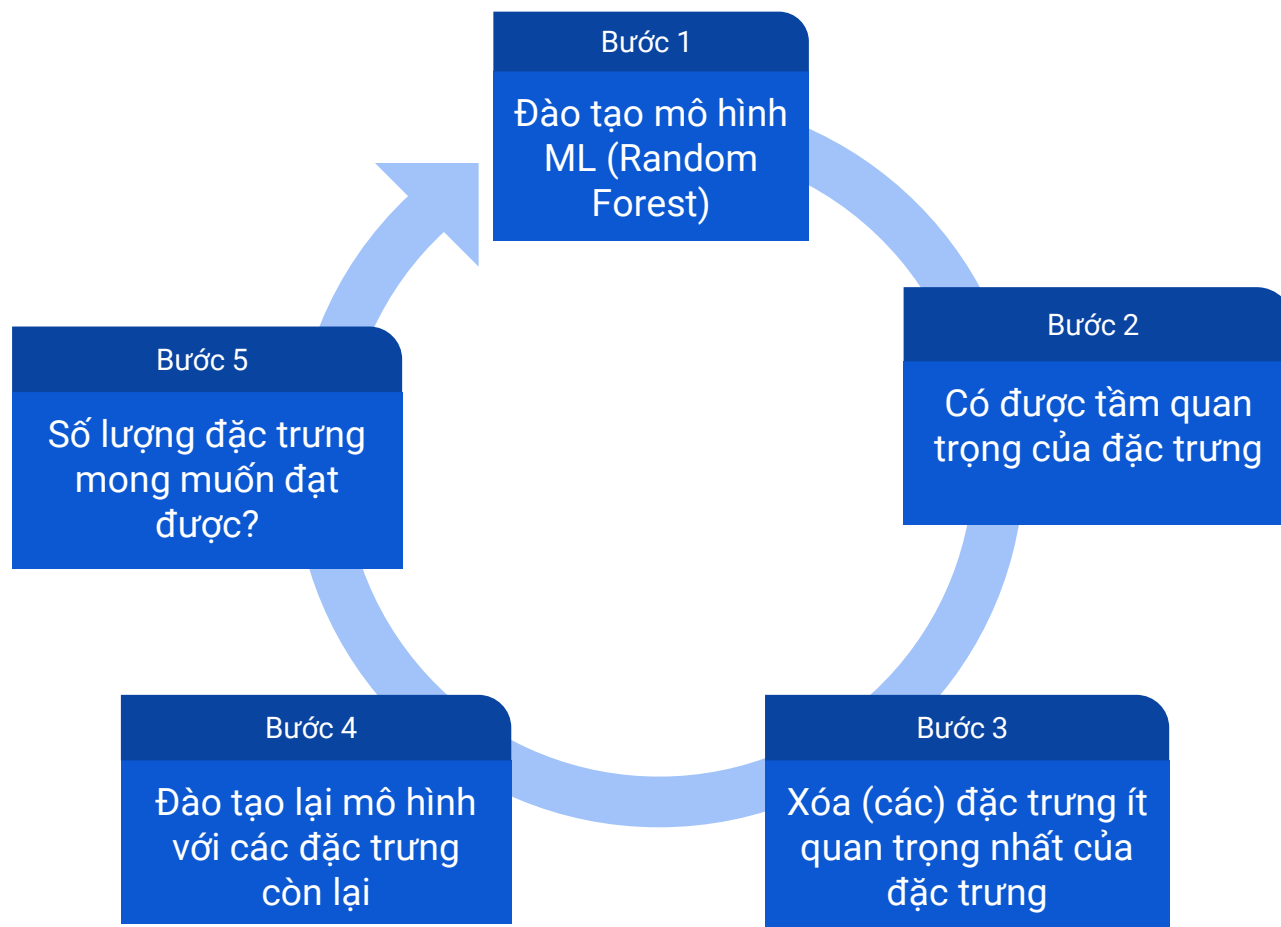 Bước 1
Đào tạo mô hình
ML (Random
Forest)
Bước 2
Có được tầm quan
trọng của đặc trưng
Bước 3
Xóa (các) đặc trưng ít
quan trọng nhất của
đặc trưng
Bước 4
Đào tạo lại mô hình
với các đặc trưng
còn lại
Bước 5
Số lượng đặc trưng
mong muốn đạt
được?